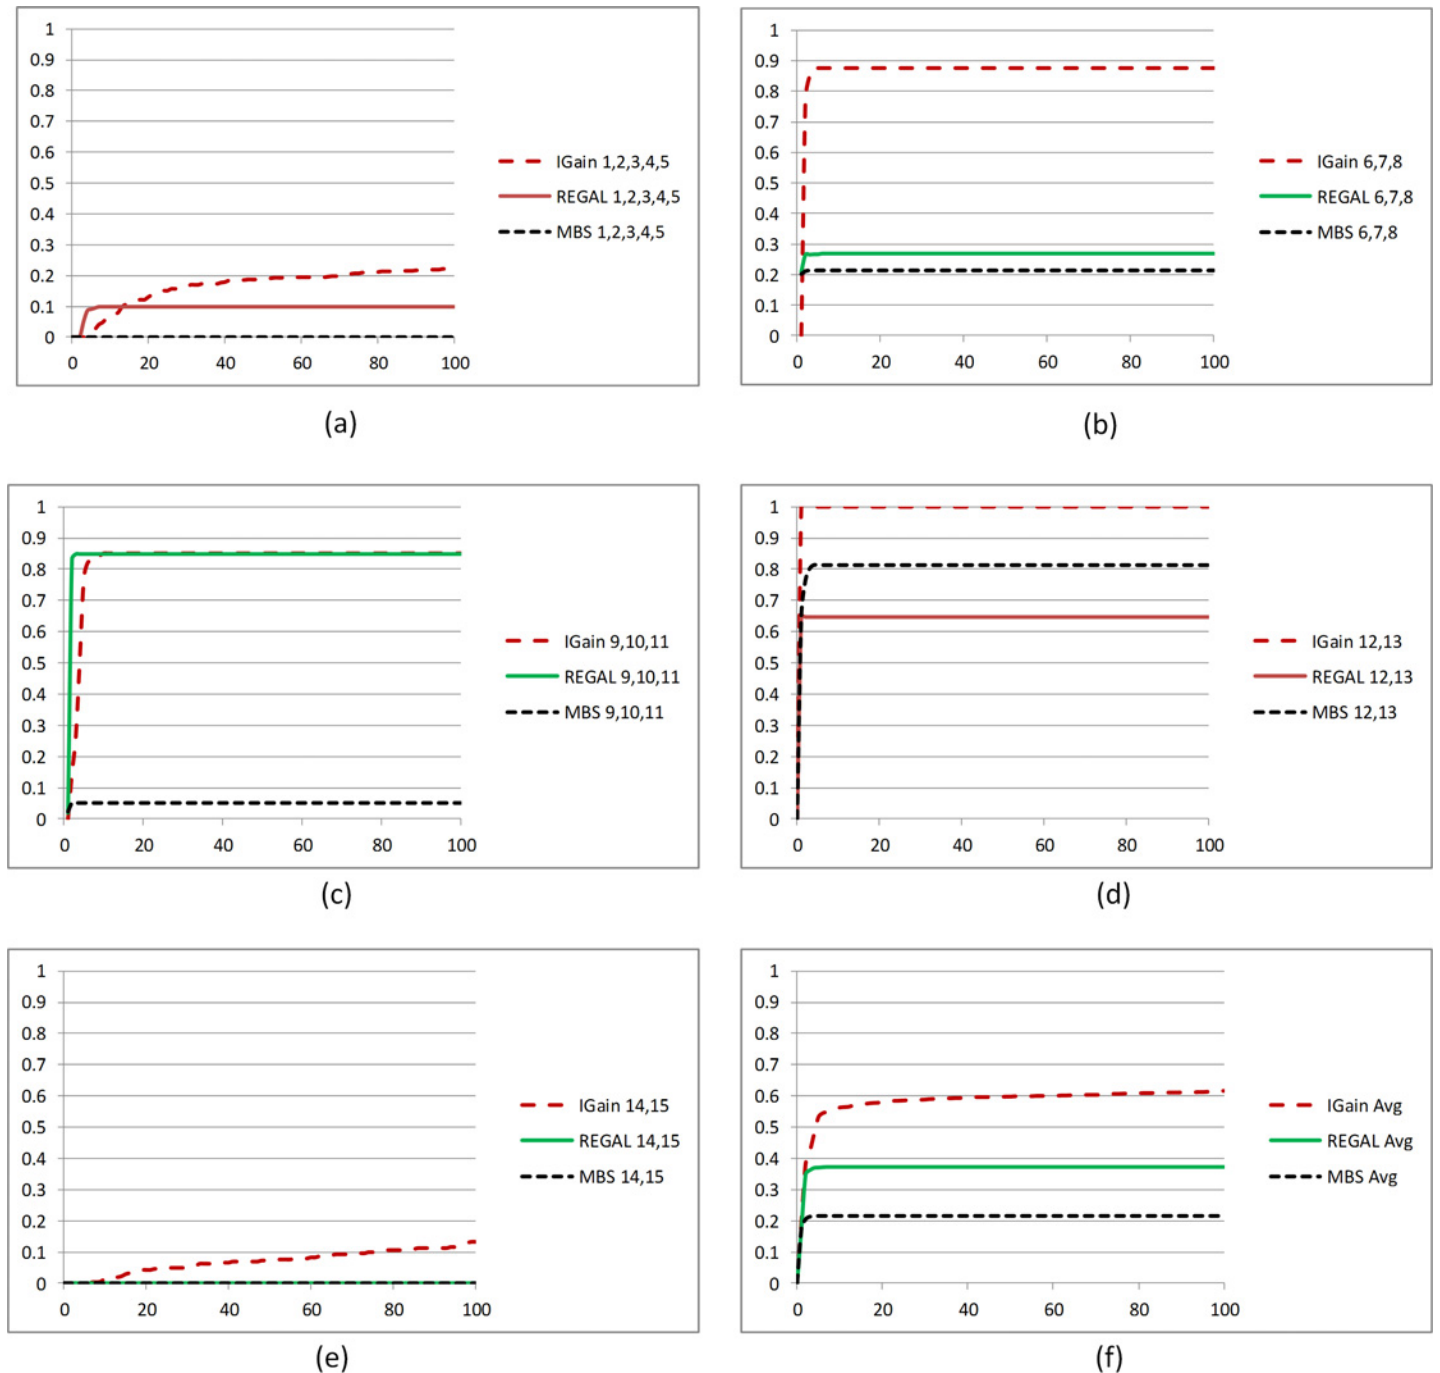 1
0.9
0.8
0.7
0.6
0.5
0.4
0.3
0.2
0.1
0
0 20 40 60 80 100
IGain 1,2,3,4,5
REGAL 1,2,3,4,5
MBS 1,2,3,4,5
(a)
1
0.9
0.8
0.7
0.6
0.5
0.4
0.3
0.2
0.1
0
0 20 40 60 80 100
IGain 6,7,8
REGAL 6,7,8
MBS 6,7,8
(b)
1
0.9
0.8
0.7
0.6
0.5
0.4
0.3
0.2
0.1
0
0 20 40 60 80 100
IGain 9,10,11
REGAL 9,10,11
MBS 9,10,11
(c)
1
0.9
0.8
0.7
0.6
0.5
0.4
0.3
0.2
0.1
0
0 20 40 60 80 100
IGain 12,13
REGAL 12,13
MBS 12,13
(d)
1
0.9
0.8
0.7
0.6
0.5
0.4
0.3
0.2
0.1
0
0 20 40 60 80 100
IGain 14,15
REGAL 14,15
MBS 14,15
(e)
1
0.9
0.8
0.7
0.6
0.5
0.4
0.3
0.2
0.1
0
0 20 40 60 80 100
IGain Avg
REGAL Avg
MBS Avg
(f)